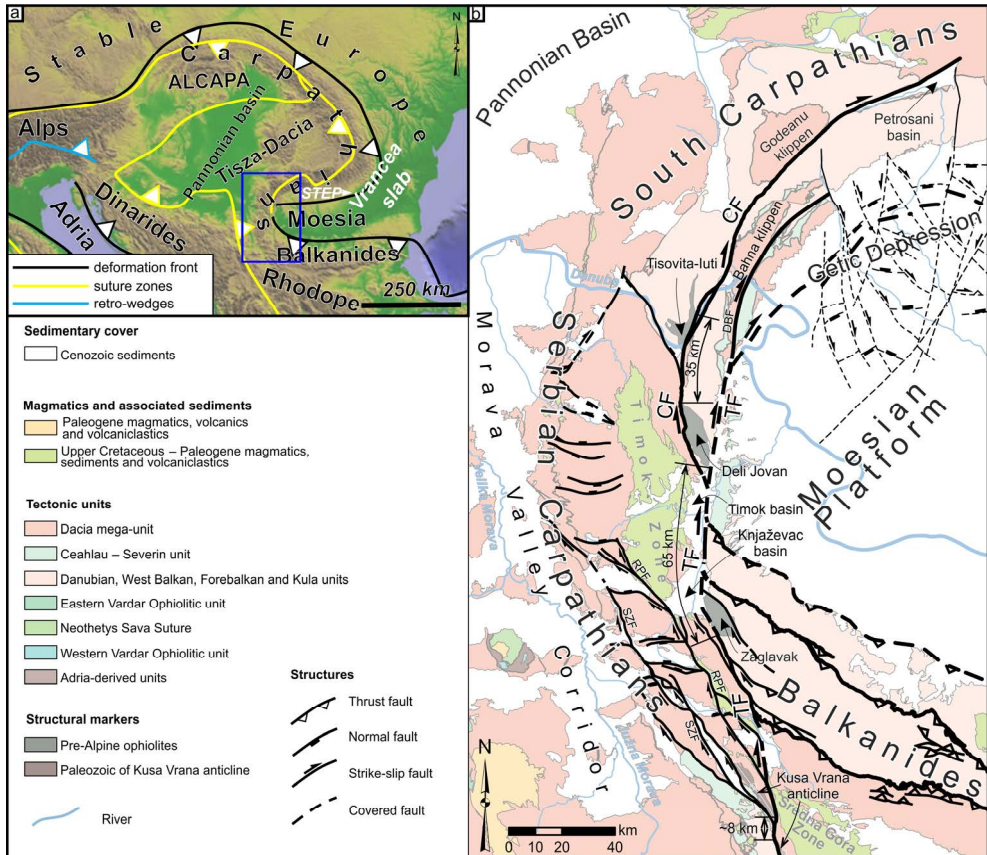 a
N
Stable Europe
Carpathians
ALCAPA
Alps
Pannonian basin
Tisza-Dacia
STEP
Vrancea
slab
Dinarides
Adria
Moesia
Balkanides
Rhodope
250 km
deformation front
suture zones
retro-wedges
Sedimentary cover
Cenozoic sediments
Magmatics and associated sediments
Paleogene magmatics, volcanics
and volcaniclastics
Upper Cretaceous – Paleogene magmatics,
sediments and volcaniclastics
Tectonic units
Dacia mega-unit
Ceahlau – Severin unit
Danubian, West Balkan, Forebalkan and Kula units
Eastern Vardar Ophiolitic unit
Neothetys Sava Suture
Western Vardar Ophiolitic unit
Adria-derived units
Structural markers
Pre-Alpine ophiolites
Paleozoic of Kusa Vrana anticline
River
Structures
Thrust fault
Normal fault
Strike-slip fault
Covered fault
b
Pannonian Basin
South Carpathians
Godeanu
klippen
Petrosani
basin
CF
Bahna klippen
Getic Depression
Tisovita-Iuti
Danube
DBF
35 km
CF
TF
Serbian Carpathians
Morava
Valley
Corridor
Velika Morava
Timok
Zone
Moesian
Platform
Deli Jovan
Timok basin
Knjaževac
basin
65 km
TF
RPF
SZF
Zaglavak
RPF
TF
SZF
Balkanides
Južna Morava
Kusa Vrana
anticline
Sredna Gora
Zone
~8 km
N
0
20
40
km